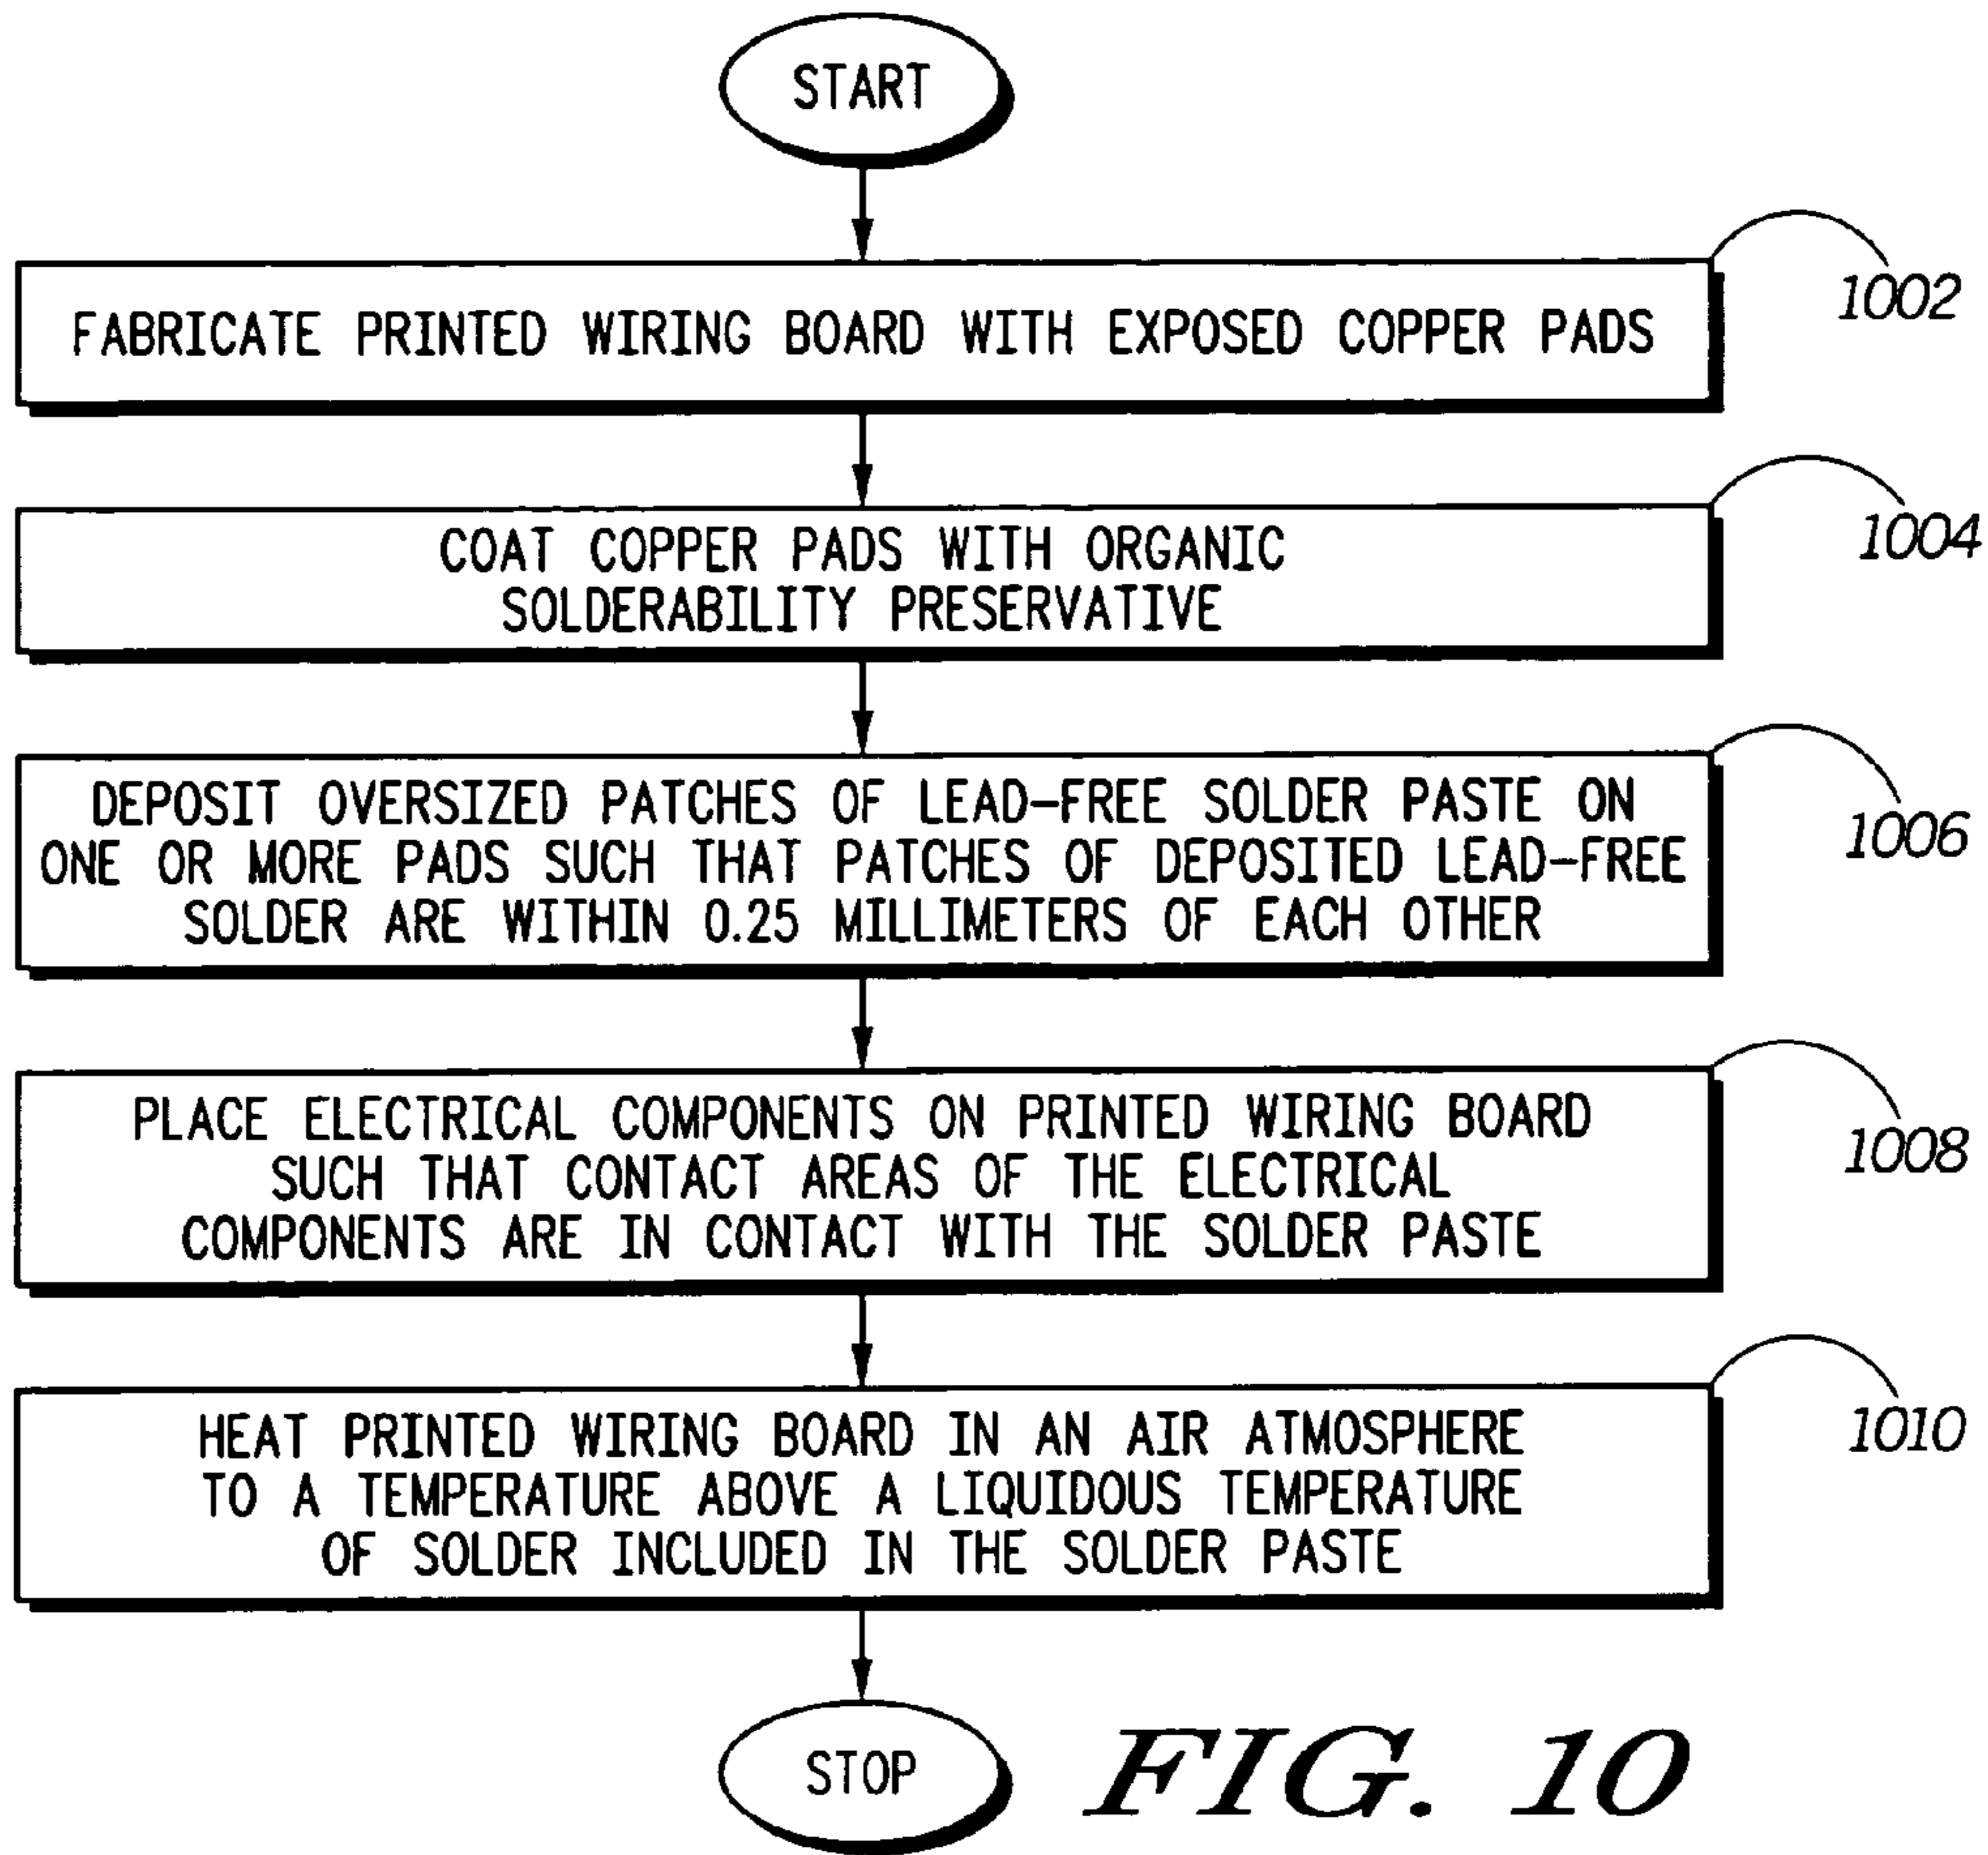 START
FABRICATE PRINTED WIRING BOARD WITH EXPOSED COPPER PADS
1002
COAT COPPER PADS WITH ORGANIC
SOLDERABILITY PRESERVATIVE
1004
DEPOSIT OVERSIZED PATCHES OF LEAD-FREE SOLDER PASTE ON
ONE OR MORE PADS SUCH THAT PATCHES OF DEPOSITED LEAD-FREE
SOLDER ARE WITHIN 0.25 MILLIMETERS OF EACH OTHER
1006
PLACE ELECTRICAL COMPONENTS ON PRINTED WIRING BOARD
SUCH THAT CONTACT AREAS OF THE ELECTRICAL
COMPONENTS ARE IN CONTACT WITH THE SOLDER PASTE
1008
HEAT PRINTED WIRING BOARD IN AN AIR ATMOSPHERE
TO A TEMPERATURE ABOVE A LIQUIDOUS TEMPERATURE
OF SOLDER INCLUDED IN THE SOLDER PASTE
1010
STOP
FIG. 10